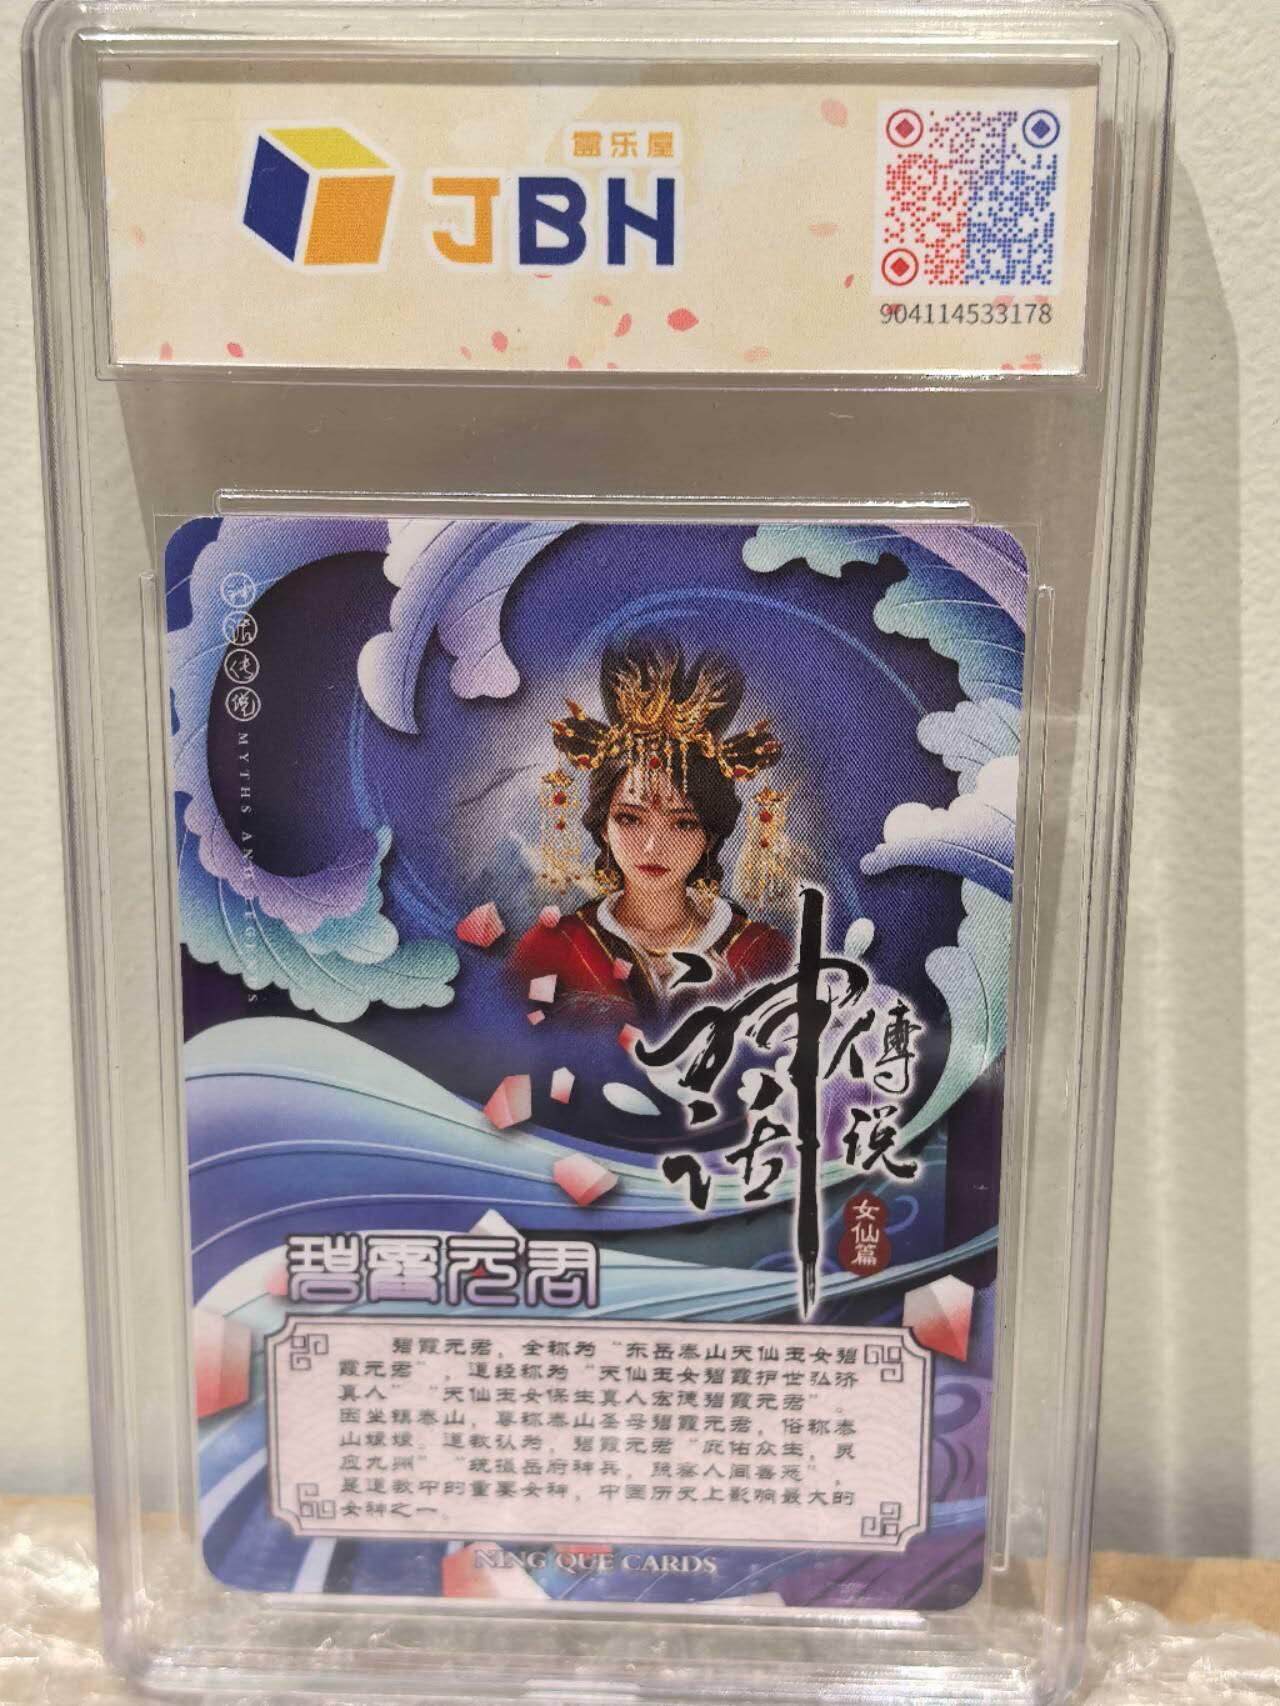 盒乐屋
JBH
904114533178
神话传说
MYTHS AND LEGENDS
神话
傳说
女仙篇
碧霞元君
碧霞元君，全称为“东岳泰山天仙玉女碧
霞元君”，道经称为“天仙玉女碧霞护世弘济
真人”“天仙玉女保生真人宏德碧霞元君”。
因坐镇泰山，尊称泰山圣母碧霞元君，俗称泰
山娘娘。道教认为，碧霞元君“庇佑众生，灵
应九州”“统摄岳府神兵，照察人间善恶”，
是道教中的重要女神，中国历史上影响最大的
女神之一。
NING QUE CARDS